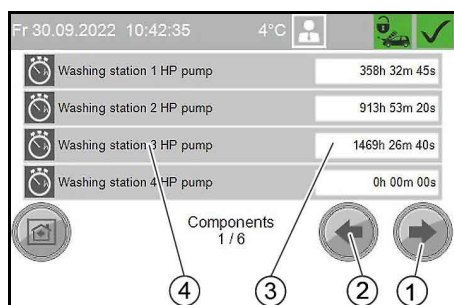 Fr 30.09.2022 10:42:35 4°C
Washing station 1 HP pump 358h 32m 45s
Washing station 2 HP pump 913h 53m 20s
Washing station 3 HP pump 1469h 26m 40s
Washing station 4 HP pump 0h 00m 00s
Components
1 / 6
4 3 2 1